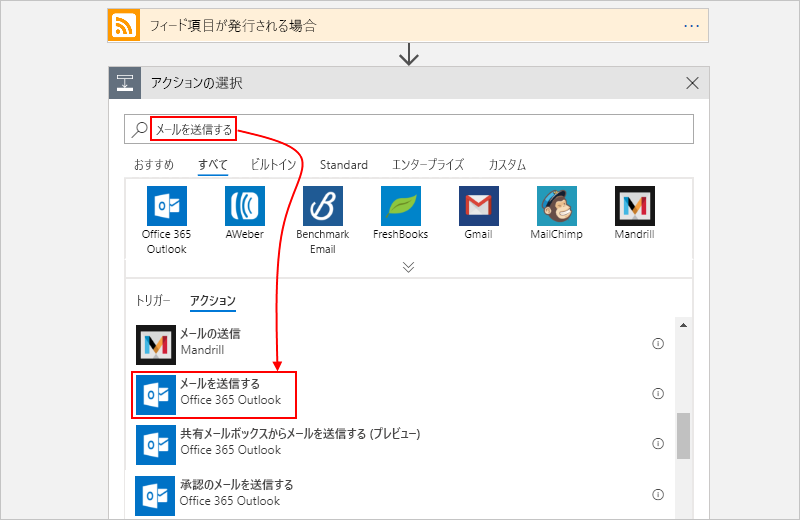 フィード項目が発行される場合
アクションの選択
メールを送信する
おすすめ すべて ビルトイン Standard エンタープライズ カスタム
Office 365 Outlook
AWeber
Benchmark Email
FreshBooks
Gmail
MailChimp
Mandrill
トリガー アクション
メールの送信
Mandrill
メールを送信する
Office 365 Outlook
共有メールボックスからメールを送信する (プレビュー)
Office 365 Outlook
承認のメールを送信する
Office 365 Outlook